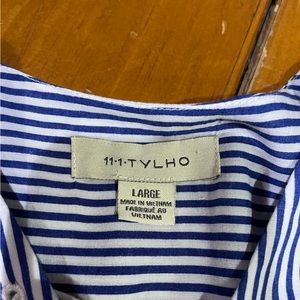 11·1·TYLHO
LARGE
MADE IN VIETNAM
FABRIQUÉ AU
VIETNAM